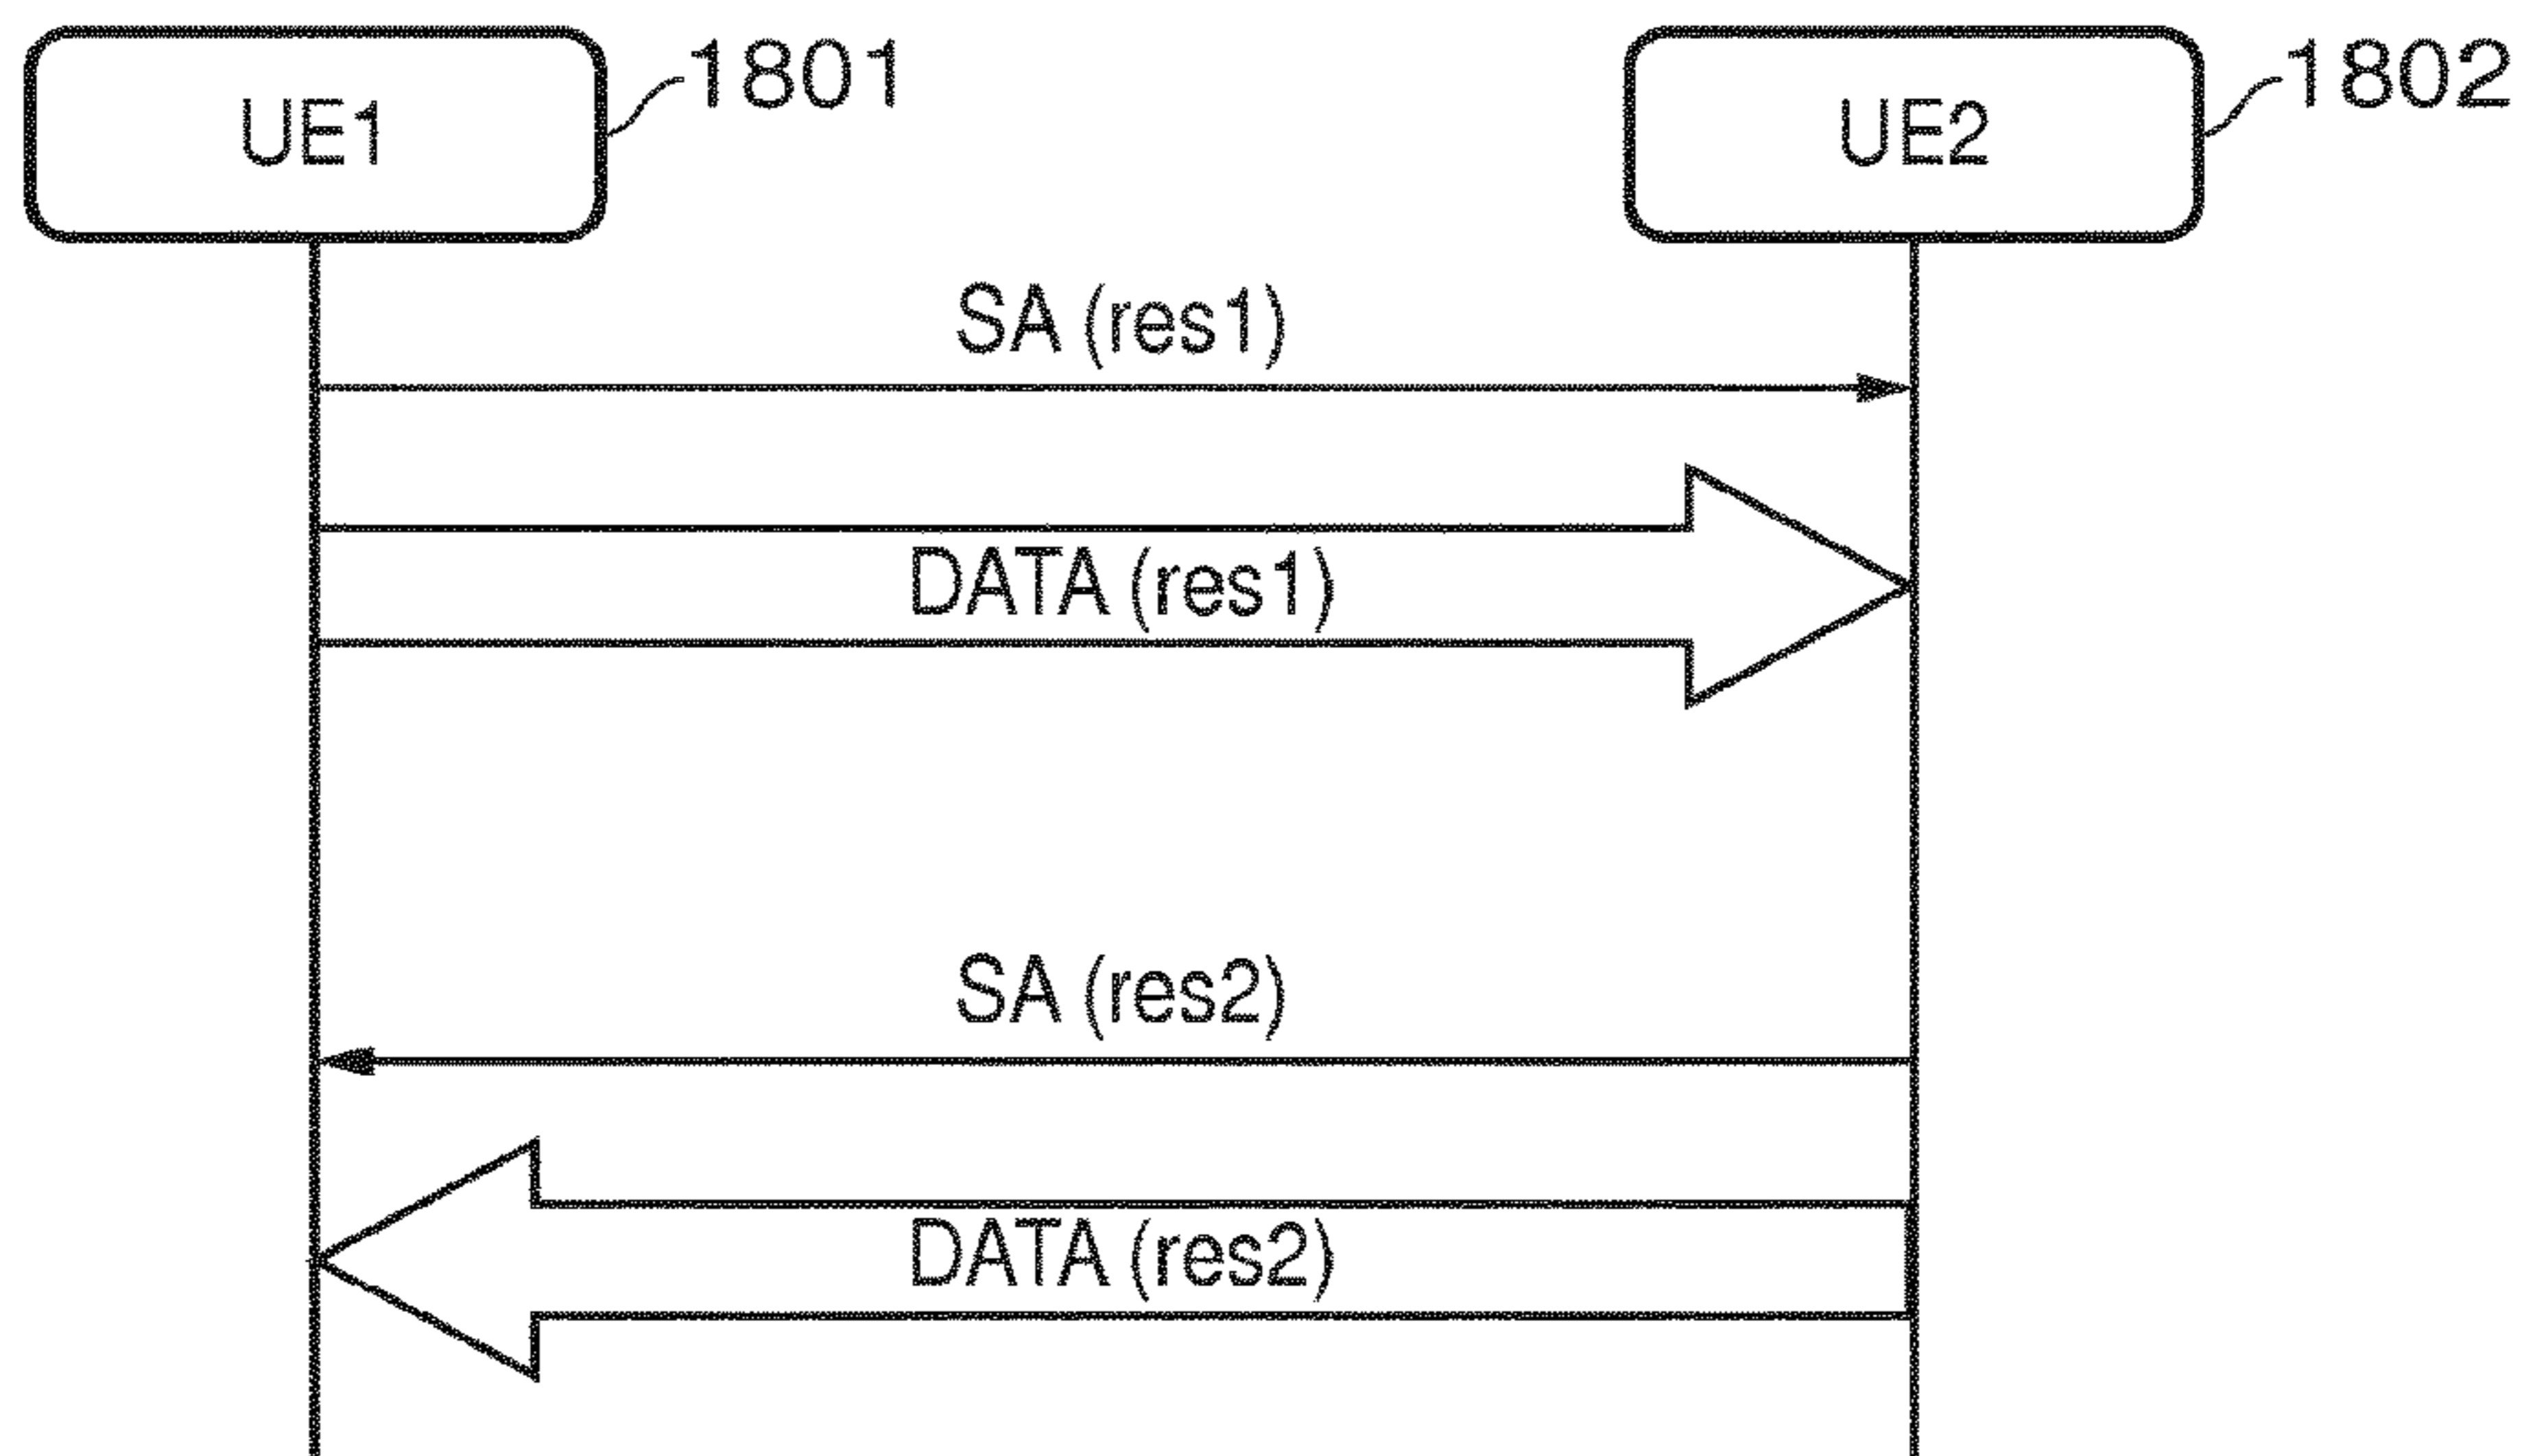 UE1
1801
UE2
1802
SA (res1)
DATA (res1)
SA (res2)
DATA (res2)